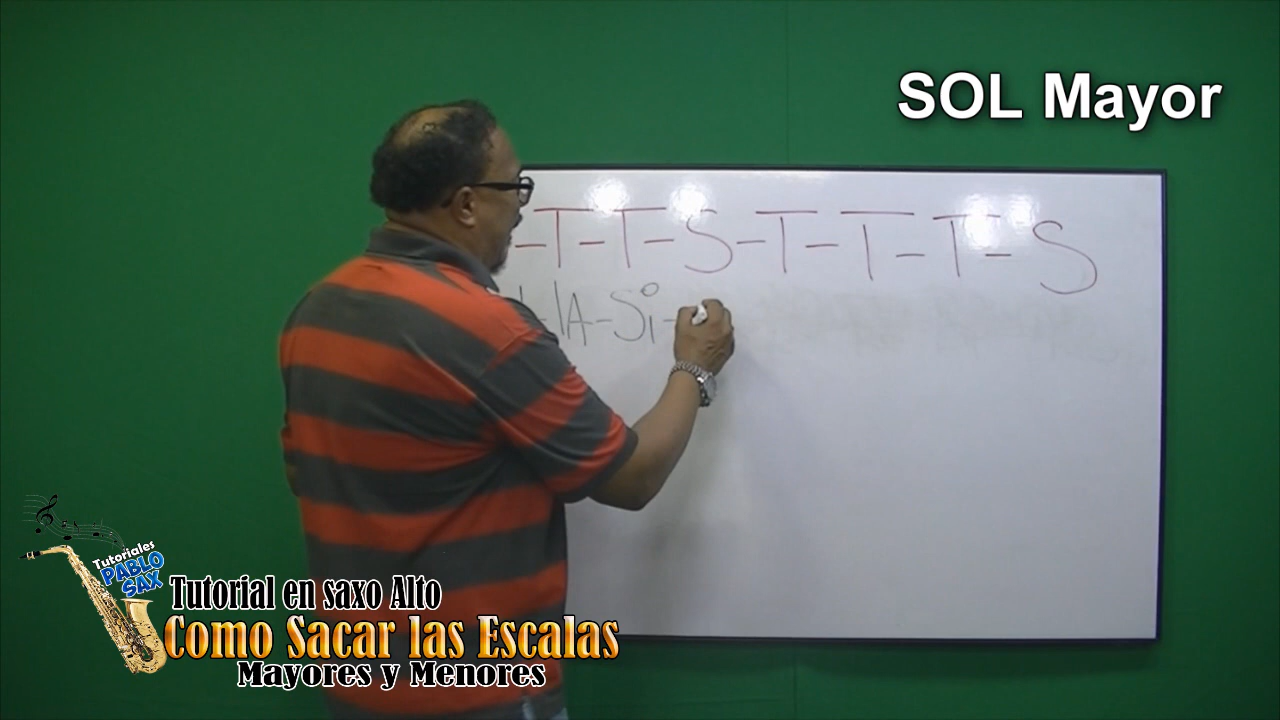 SOL Mayor
-T-T-S-T-T-T-S
-lA-Si-
Tutoriales
PABLO
SAX
Tutorial en saxo Alto
Como Sacar las Escalas
Mayores y Menores